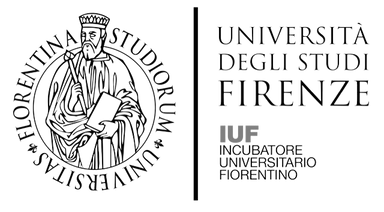 FLORENTINA STUDIORUM UNIVERSITAS
UNIVERSITÀ
DEGLI STUDI
FIRENZE
IUF
INCUBATORE
UNIVERSITARIO
FIORENTINO